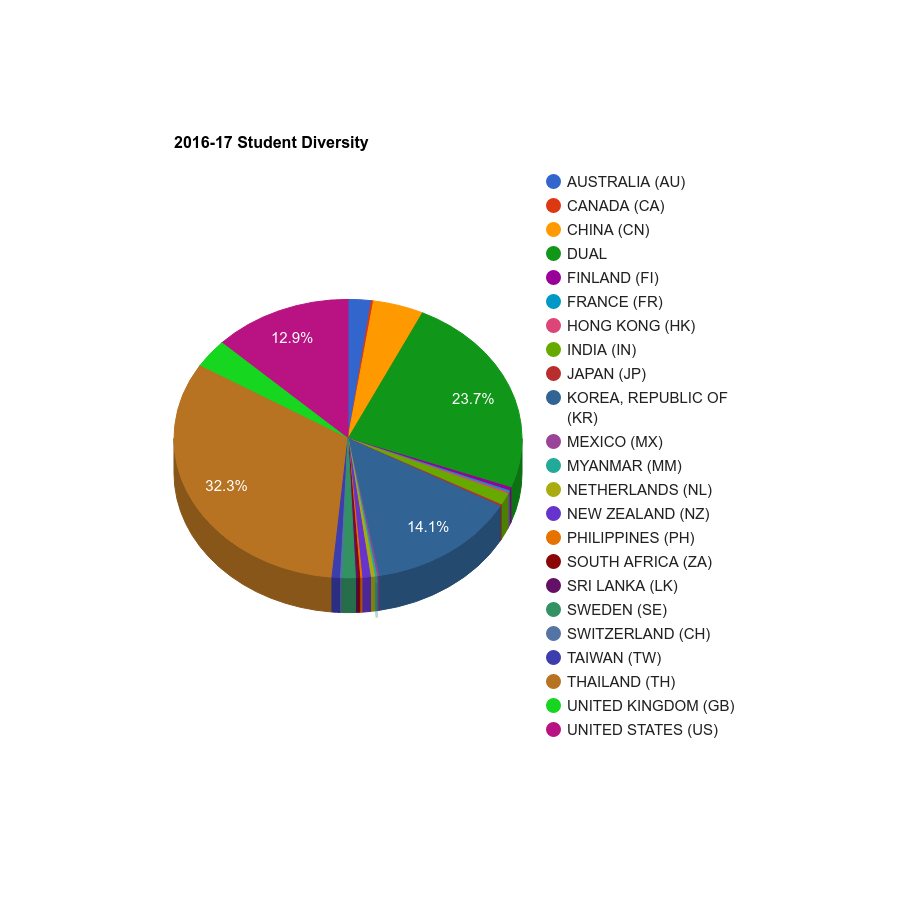 2016-17 Student Diversity
AUSTRALIA (AU)
CANADA (CA)
CHINA (CN)
DUAL
FINLAND (FI)
FRANCE (FR)
HONG KONG (HK)
INDIA (IN)
JAPAN (JP)
KOREA, REPUBLIC OF
(KR)
MEXICO (MX)
MYANMAR (MM)
NETHERLANDS (NL)
NEW ZEALAND (NZ)
PHILIPPINES (PH)
SOUTH AFRICA (ZA)
SRI LANKA (LK)
SWEDEN (SE)
SWITZERLAND (CH)
TAIWAN (TW)
THAILAND (TH)
UNITED KINGDOM (GB)
UNITED STATES (US)
12.9%
23.7%
32.3%
14.1%